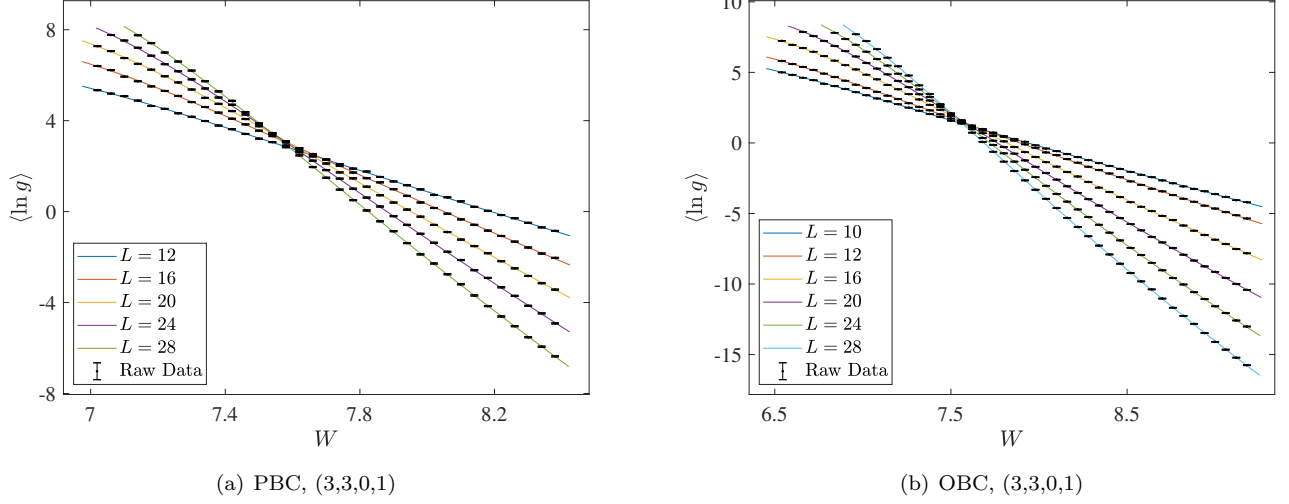 8
4
0
-4
-8
⟨ln g⟩
L = 12
L = 16
L = 20
L = 24
L = 28
Raw Data
7 7.4 7.8 8.2
W
(a) PBC, (3,3,0,1)
10
5
0
-5
-10
-15
⟨ln g⟩
L = 10
L = 12
L = 16
L = 20
L = 24
L = 28
Raw Data
6.5 7.5 8.5
W
(b) OBC, (3,3,0,1)